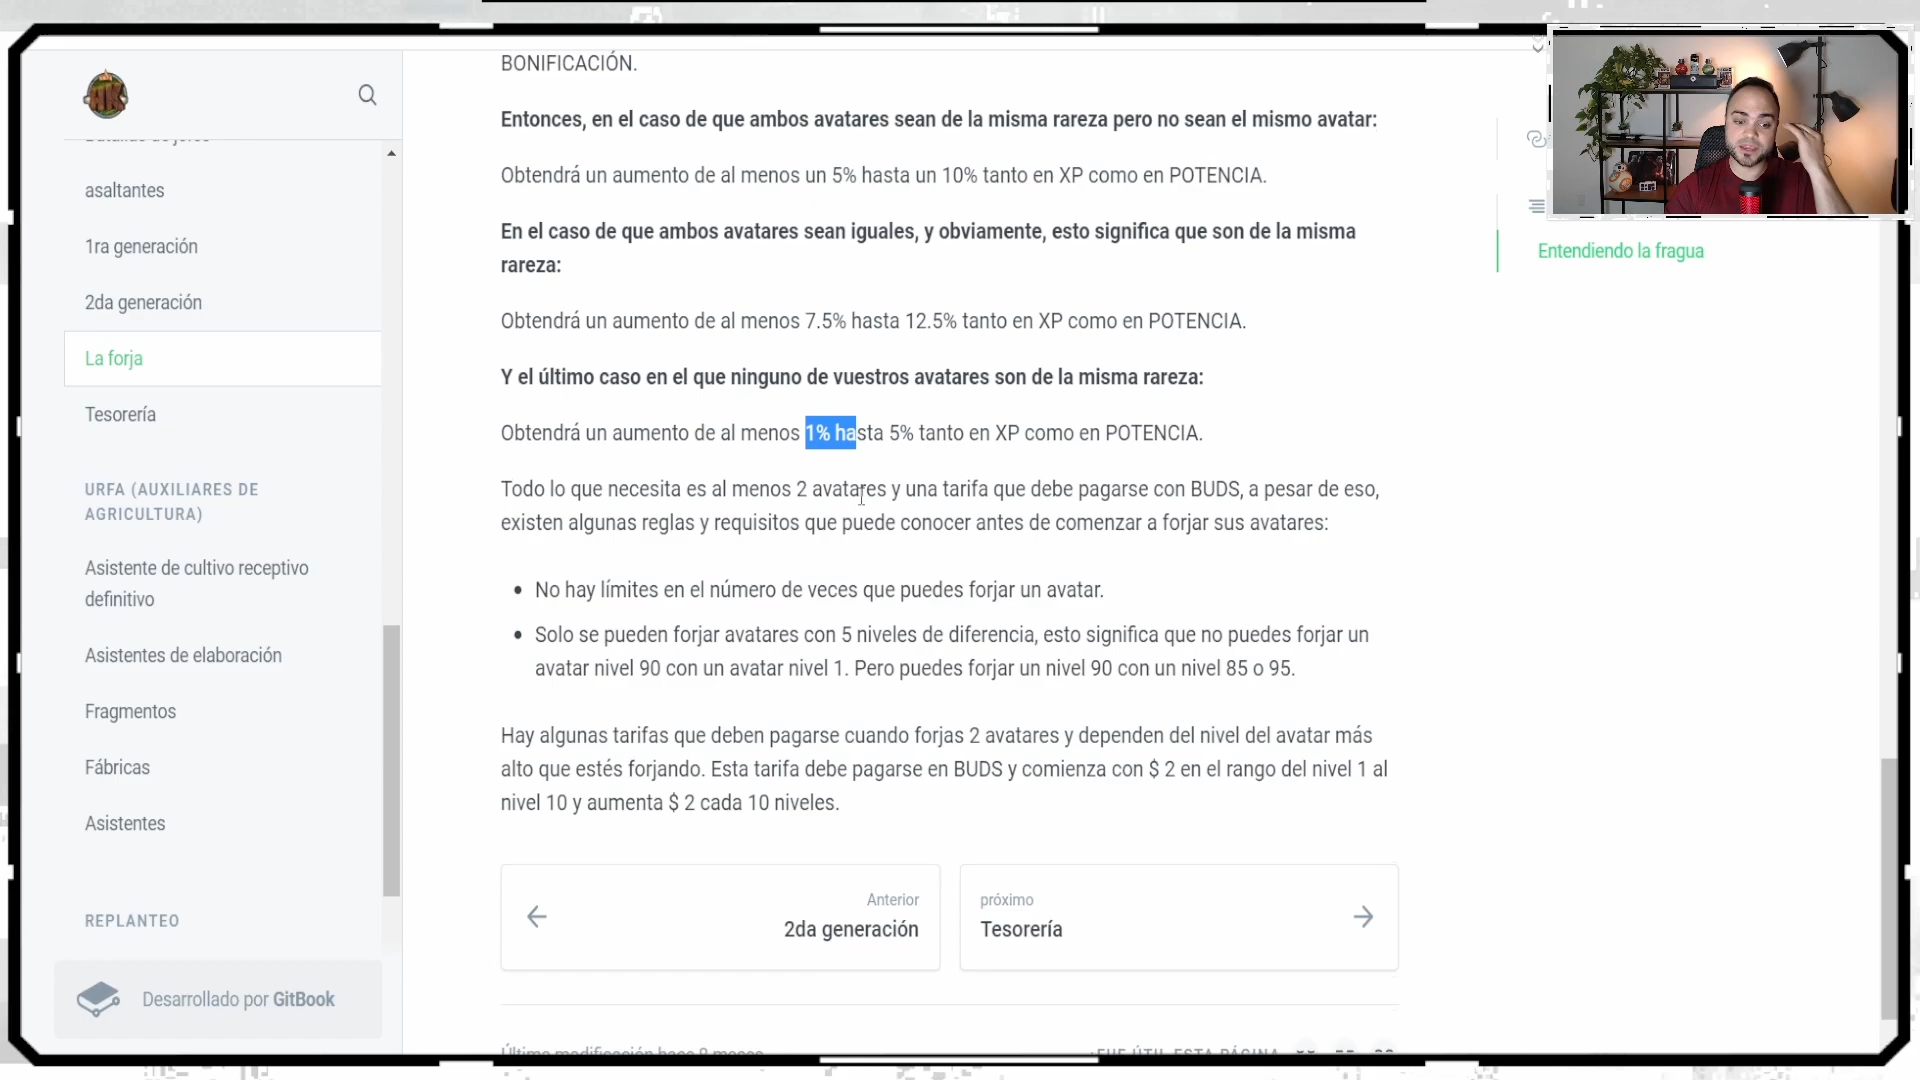 BONIFICACIÓN.
Entonces, en el caso de que ambos avatares sean de la misma rareza pero no sean el mismo avatar:
Obtendrá un aumento de al menos un 5% hasta un 10% tanto en XP como en POTENCIA.
En el caso de que ambos avatares sean iguales, y obviamente, esto significa que son de la misma
rareza:
Obtendrá un aumento de al menos 7.5% hasta 12.5% tanto en XP como en POTENCIA.
Y el último caso en el que ninguno de vuestros avatares son de la misma rareza:
Obtendrá un aumento de al menos 1% hasta 5% tanto en XP como en POTENCIA.
Todo lo que necesita es al menos 2 avatares y una tarifa que debe pagarse con BUDS, a pesar de eso,
existen algunas reglas y requisitos que puede conocer antes de comenzar a forjar sus avatares:
No hay límites en el número de veces que puedes forjar un avatar.
Solo se pueden forjar avatares con 5 niveles de diferencia, esto significa que no puedes forjar un
avatar nivel 90 con un avatar nivel 1. Pero puedes forjar un nivel 90 con un nivel 85 o 95.
Hay algunas tarifas que deben pagarse cuando forjas 2 avatares y dependen del nivel del avatar más
alto que estés forjando. Esta tarifa debe pagarse en BUDS y comienza con $ 2 en el rango del nivel 1 al
nivel 10 y aumenta $ 2 cada 10 niveles.
Anterior
2da generación
próximo
Tesorería
asaltantes
1ra generación
2da generación
La forja
Tesorería
URFA (AUXILIARES DE
AGRICULTURA)
Asistente de cultivo receptivo
definitivo
Asistentes de elaboración
Fragmentos
Fábricas
Asistentes
REPLANTEO
Desarrollado por GitBook
Entendiendo la fragua